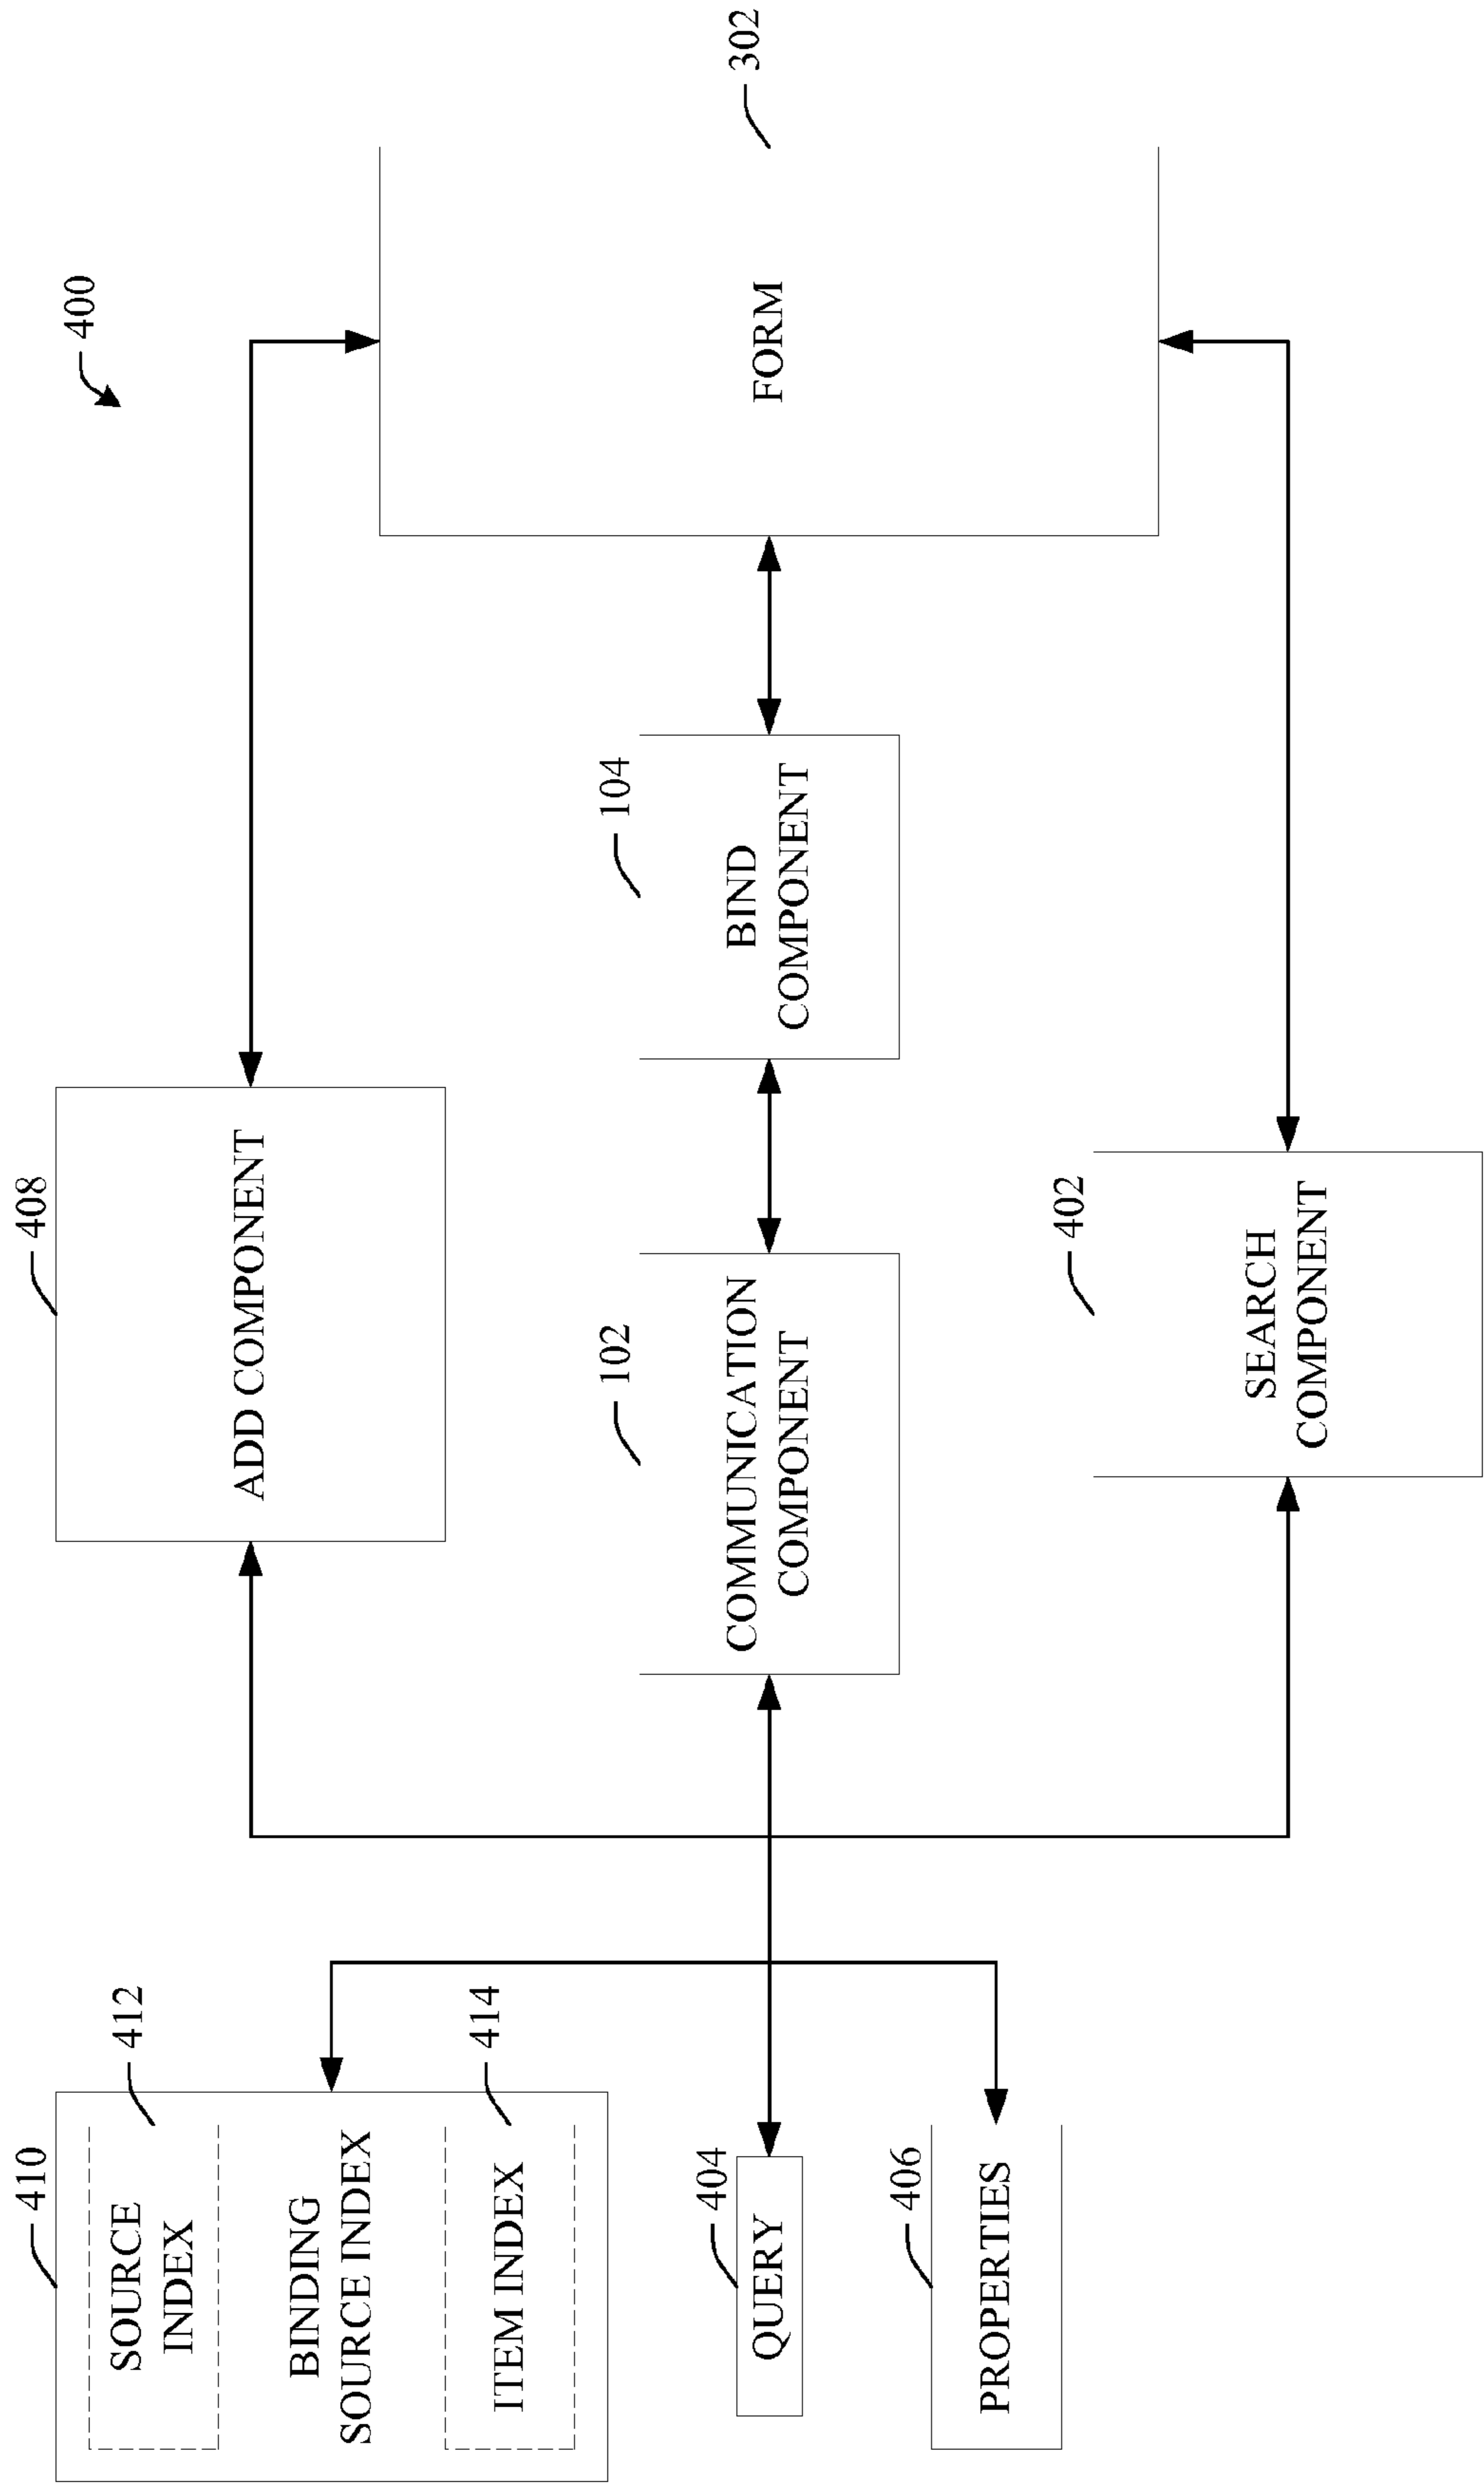 400
410
SOURCE
INDEX
412
BINDING
SOURCE INDEX
ITEM INDEX
414
408
ADD COMPONENT
404
QUERY
102
COMMUNICATION
COMPONENT
104
BIND
COMPONENT
302
FORM
406
PROPERTIES
402
SEARCH
COMPONENT